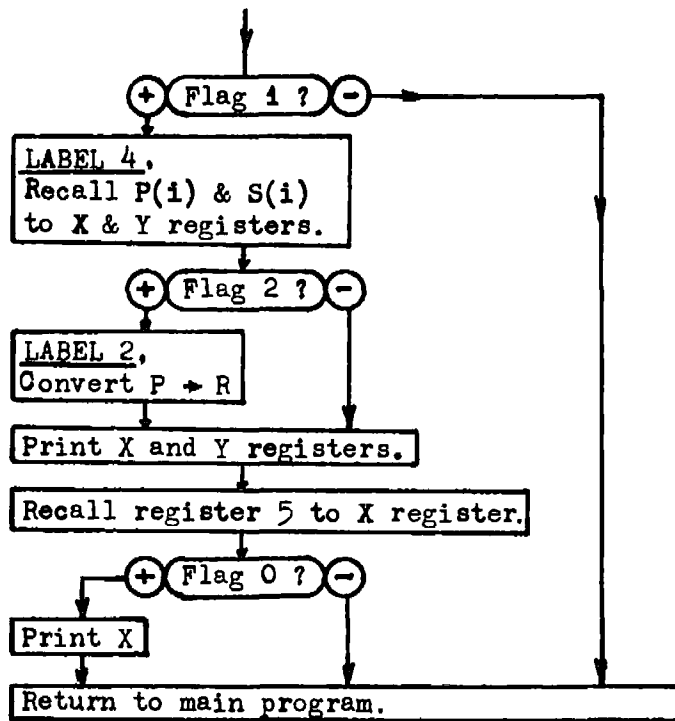 + Flag 1 ? -
LABEL 4,
Recall P(i) & S(i)
to X & Y registers.
+ Flag 2 ? -
LABEL 2,
Convert P → R
Print X and Y registers.
Recall register 5 to X register.
+ Flag 0 ? -
Print X
Return to main program.